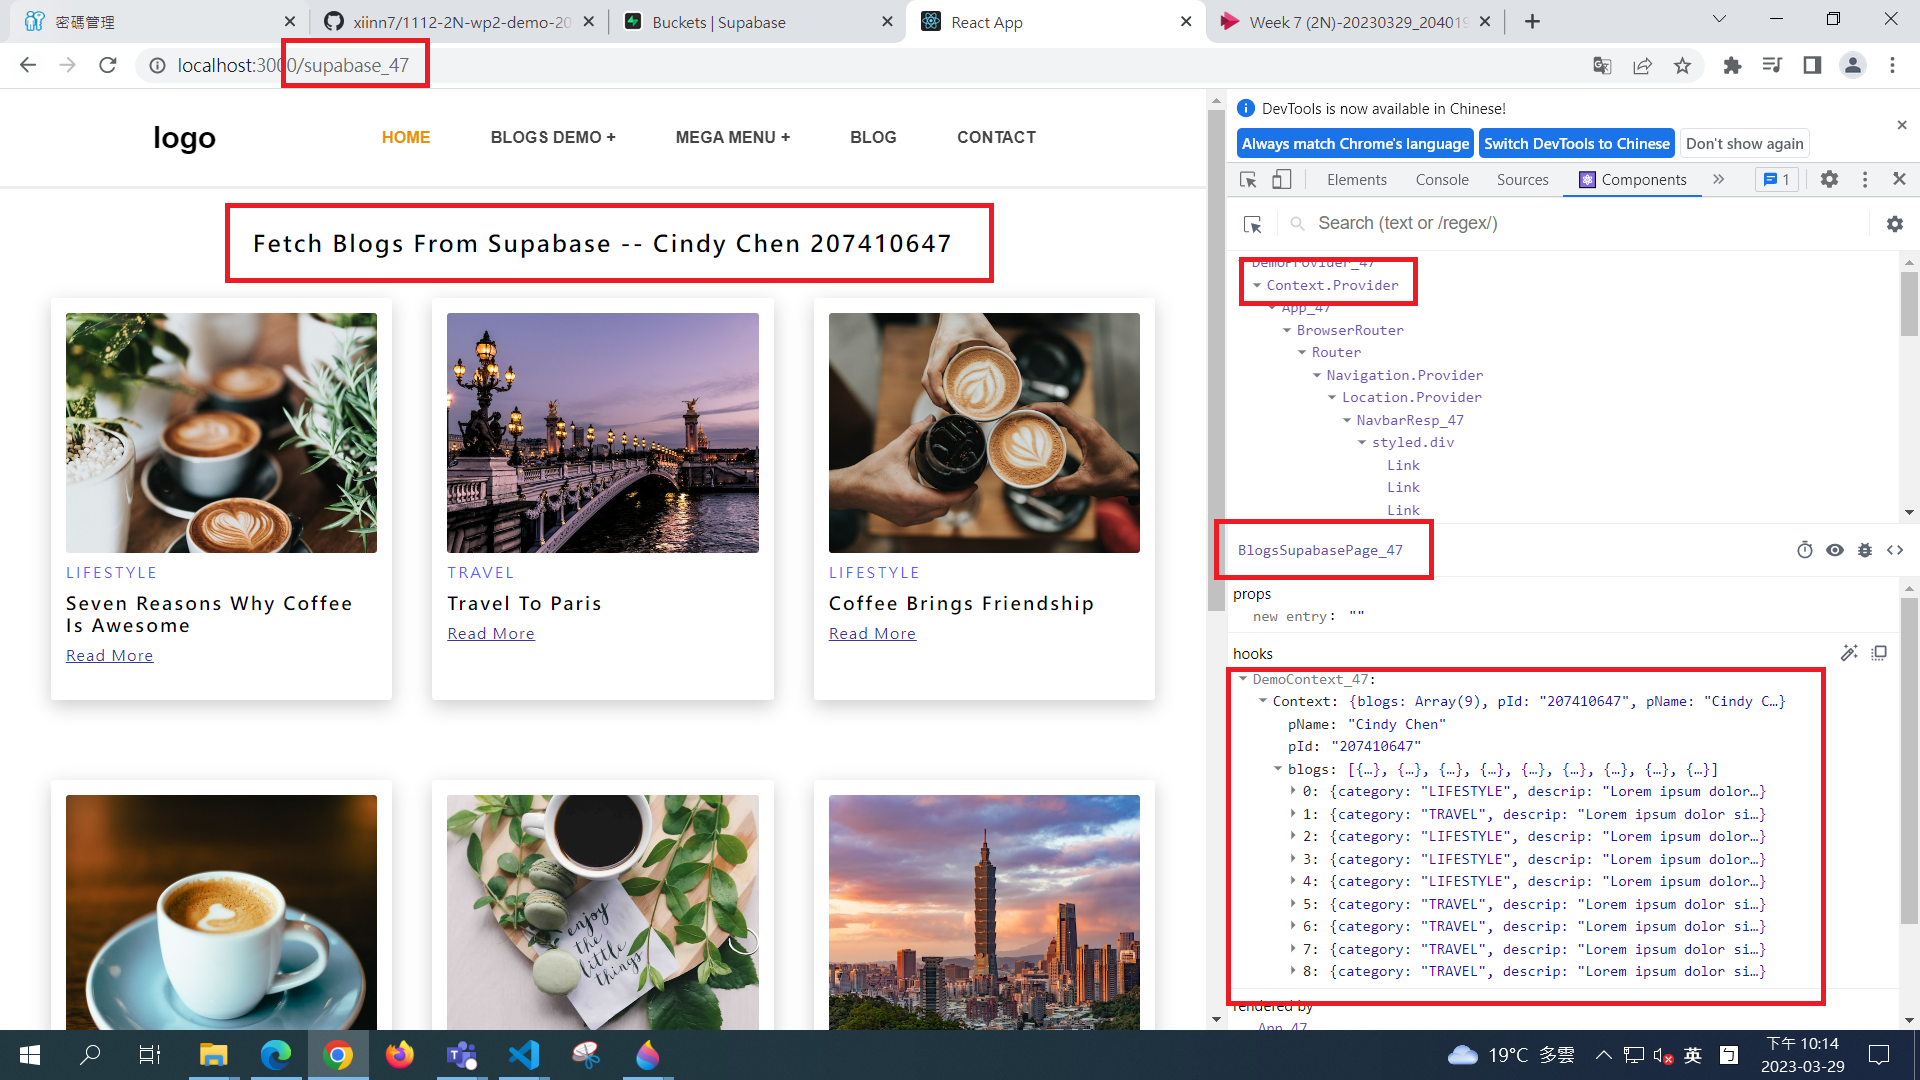 密碼管理
xiinn7/1112-2N-wp2-demo-20
Buckets | Supabase
React App
Week 7 (2N)-20230329_204019
localhost:3000/supabase_47
logo
HOME
BLOGS DEMO +
MEGA MENU +
BLOG
CONTACT
Fetch Blogs From Supabase -- Cindy Chen 207410647
LIFESTYLE
Seven Reasons Why Coffee
Is Awesome
Read More
TRAVEL
Travel To Paris
Read More
LIFESTYLE
Coffee Brings Friendship
Read More
enjoy
the
little
things
DevTools is now available in Chinese!
Always match Chrome's language
Switch DevTools to Chinese
Don't show again
Elements
Console
Sources
Components
1
Search (text or /regex/)
DemoProvider_47
Context.Provider
App_47
BrowserRouter
Router
Navigation.Provider
Location.Provider
NavbarResp_47
styled.div
Link
Link
Link
BlogsSupabasePage_47
props
new entry: ""
hooks
DemoContext_47:
Context: {blogs: Array(9), pId: "207410647", pName: "Cindy C…}
pName: "Cindy Chen"
pId: "207410647"
blogs: [{…}, {…}, {…}, {…}, {…}, {…}, {…}, {…}, {…}]
0: {category: "LIFESTYLE", descrip: "Lorem ipsum dolor…}
1: {category: "TRAVEL", descrip: "Lorem ipsum dolor si…}
2: {category: "LIFESTYLE", descrip: "Lorem ipsum dolor…}
3: {category: "LIFESTYLE", descrip: "Lorem ipsum dolor…}
4: {category: "LIFESTYLE", descrip: "Lorem ipsum dolor…}
5: {category: "TRAVEL", descrip: "Lorem ipsum dolor si…}
6: {category: "TRAVEL", descrip: "Lorem ipsum dolor si…}
7: {category: "TRAVEL", descrip: "Lorem ipsum dolor si…}
8: {category: "TRAVEL", descrip: "Lorem ipsum dolor si…}
rendered by
App_47
19°C 多雲
英
ㄅ
下午 10:14
2023-03-29